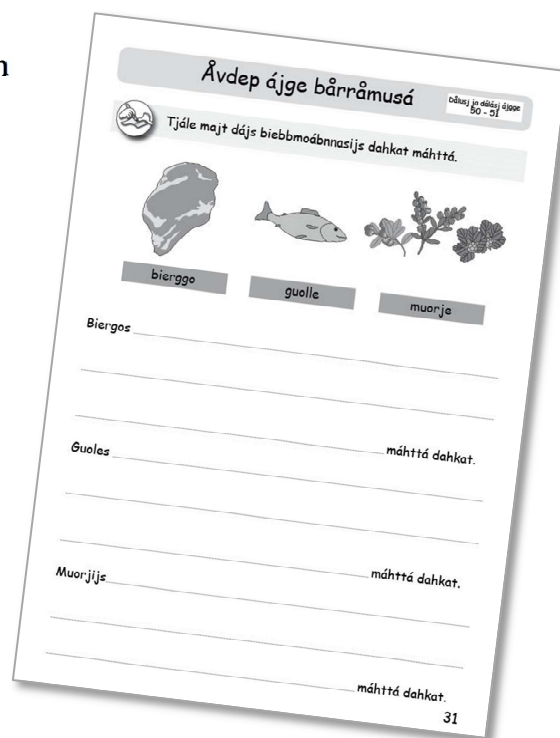 n
Åvdep ájge bårråmusá
Dålusj ja dálásj ájgge
50 - 51
Tjále majt dájs biebbmoábnnasijs dahkat máhttá.
bierggo
guolle
muorje
Biergos
máhttá dahkat.
Guoles
máhttá dahkat.
Muorjijs
máhttá dahkat.
31